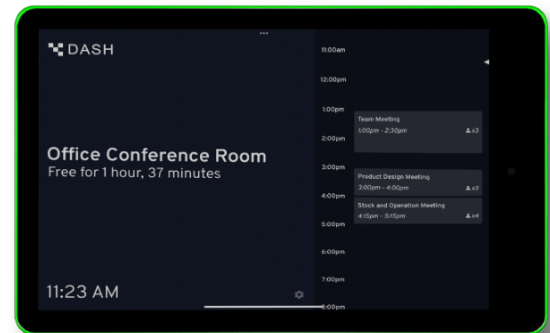 DASH
Office Conference Room
Free for 1 hour, 37 minutes
11:23 AM
11:00am
12:00pm
1:00pm
Team Meeting
1:00pm - 2:30pm
x3
2:00pm
3:00pm
Product Design Meeting
3:00pm - 4:00pm
x3
4:00pm
Stock and Operation Meeting
4:15pm - 5:15pm
x4
5:00pm
6:00pm
7:00pm
8:00pm